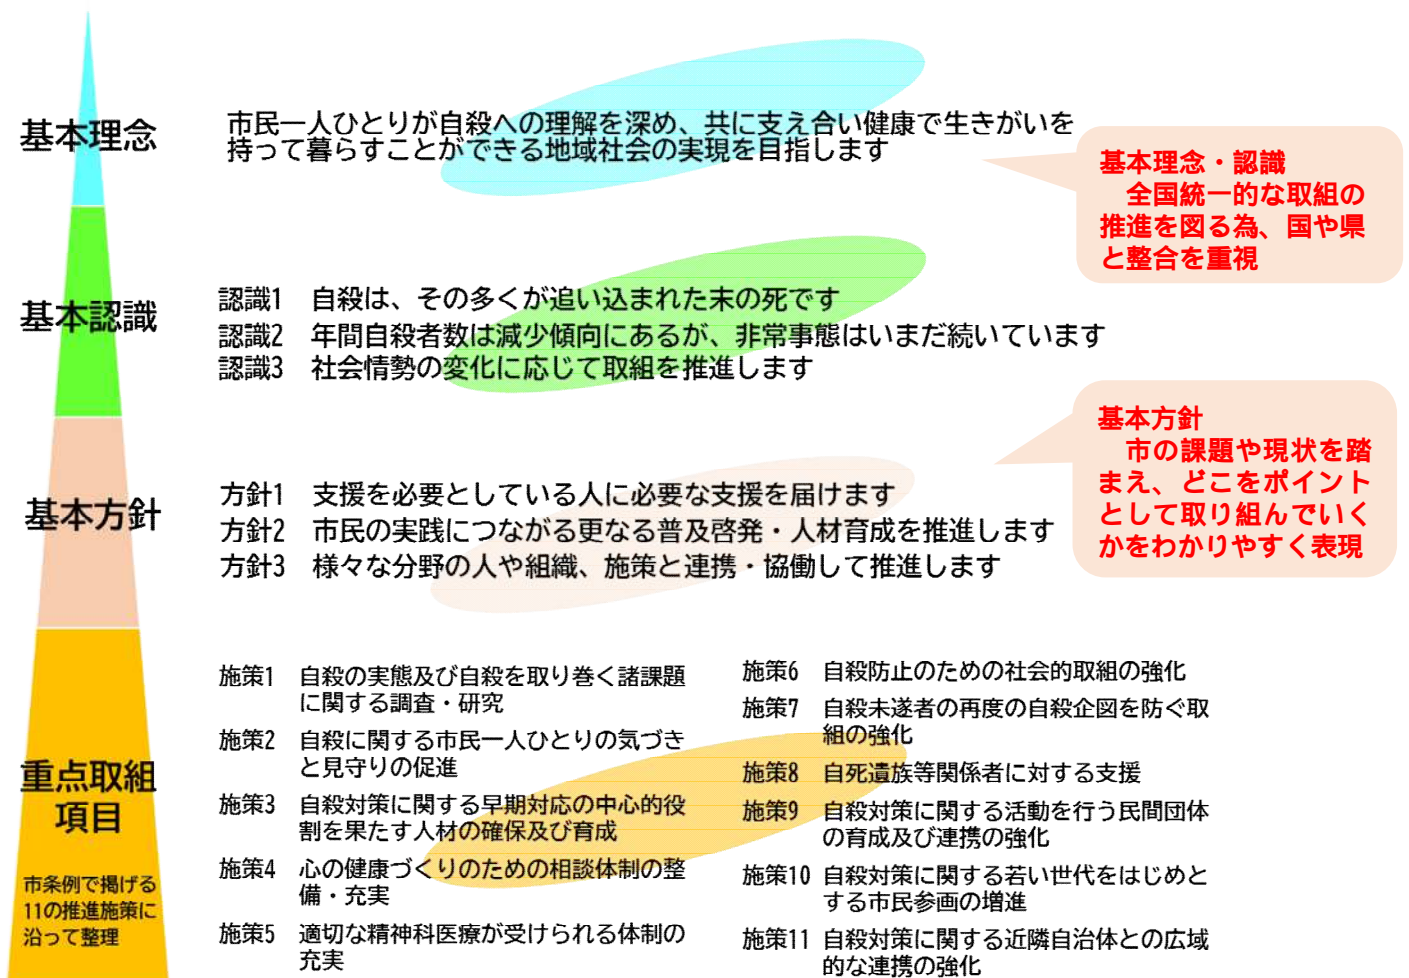 基本理念
市民一人ひとりが自殺への理解を深め、共に支え合い健康で生きがいを
持って暮らすことができる地域社会の実現を目指します
基本理念・認識
全国統一的な取組の
推進を図る為、国や県
と整合を重視
基本認識
認識1 自殺は、その多くが追い込まれた末の死です
認識2 年間自殺者数は減少傾向にあるが、非常事態はいまだ続いています
認識3 社会情勢の変化に応じて取組を推進します
基本方針
市の課題や現状を踏
まえ、どこをポイント
として取り組んでいく
かをわかりやすく表現
基本方針
方針1 支援を必要としている人に必要な支援を届けます
方針2 市民の実践につながる更なる普及啓発・人材育成を推進します
方針3 様々な分野の人や組織、施策と連携・協働して推進します
重点取組
項目
市条例で掲げる
11の推進施策に
沿って整理
施策1 自殺の実態及び自殺を取り巻く諸課題
に関する調査・研究
施策2 自殺に関する市民一人ひとりの気づき
と見守りの促進
施策3 自殺対策に関する早期対応の中心的役
割を果たす人材の確保及び育成
施策4 心の健康づくりのための相談体制の整
備・充実
施策5 適切な精神科医療が受けられる体制の
充実
施策6 自殺防止のための社会的取組の強化
施策7 自殺未遂者の再度の自殺企図を防ぐ取
組の強化
施策8 自死遺族等関係者に対する支援
施策9 自殺対策に関する活動を行う民間団体
の育成及び連携の強化
施策10 自殺対策に関する若い世代をはじめと
する市民参画の増進
施策11 自殺対策に関する近隣自治体との広域
的な連携の強化